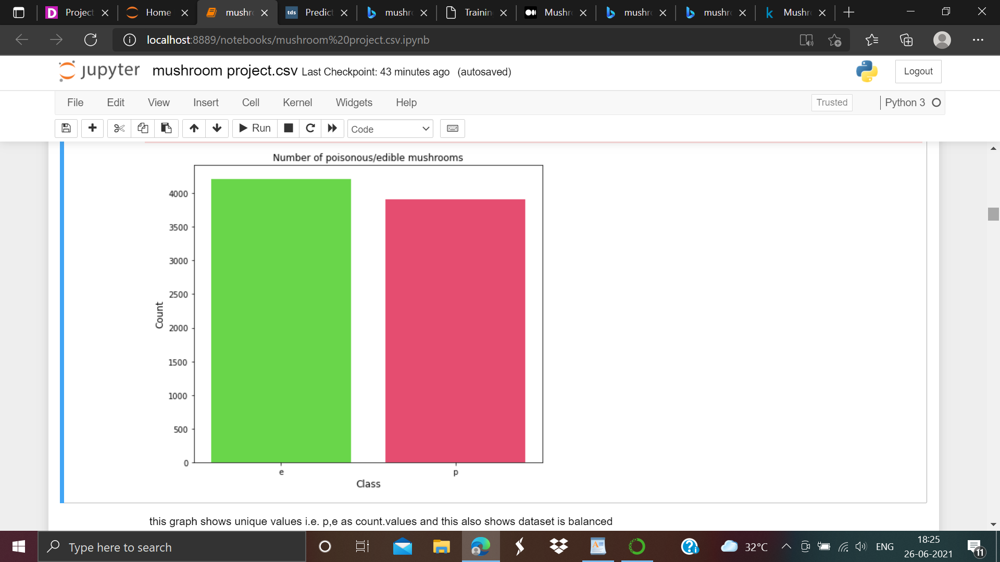 Project
Home
mushr
tds Predict
mushr
Trainin
Mushr
mushr
mushr
k Mushr
localhost:8889/notebooks/mushroom%20project.csv.ipynb
jupyter mushroom project.csv Last Checkpoint: 43 minutes ago (autosaved)
Logout
File Edit View Insert Cell Kernel Widgets Help
Trusted
Python 3
Run
Code
Number of poisonous/edible mushrooms
4000
3500
3000
2500
2000
1500
1000
500
0
Count
e
p
Class
this graph shows unique values i.e. p,e as count.values and this also shows dataset is balanced
Type here to search
32°C
ENG
18:25
26-06-2021
11